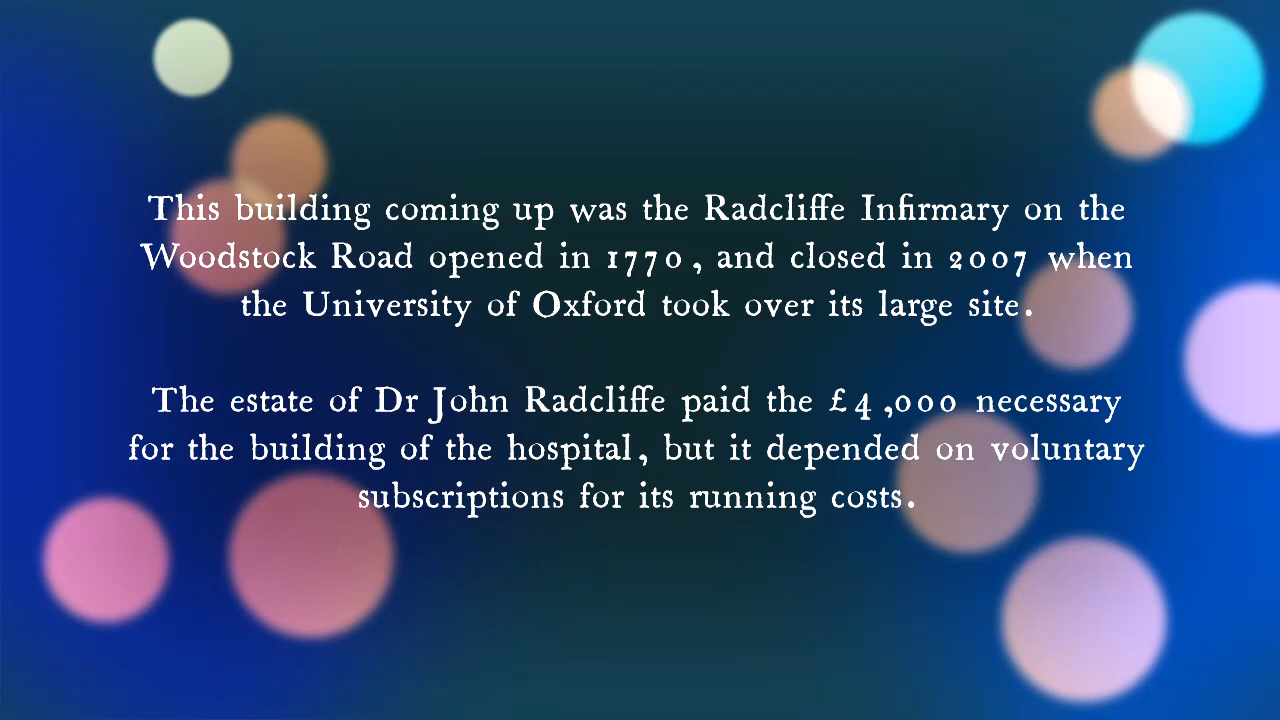 This building coming up was the Radcliffe Infirmary on the
Woodstock Road opened in 1770, and closed in 2007 when
the University of Oxford took over its large site.
The estate of Dr John Radcliffe paid the £4,000 necessary
for the building of the hospital, but it depended on voluntary
subscriptions for its running costs.